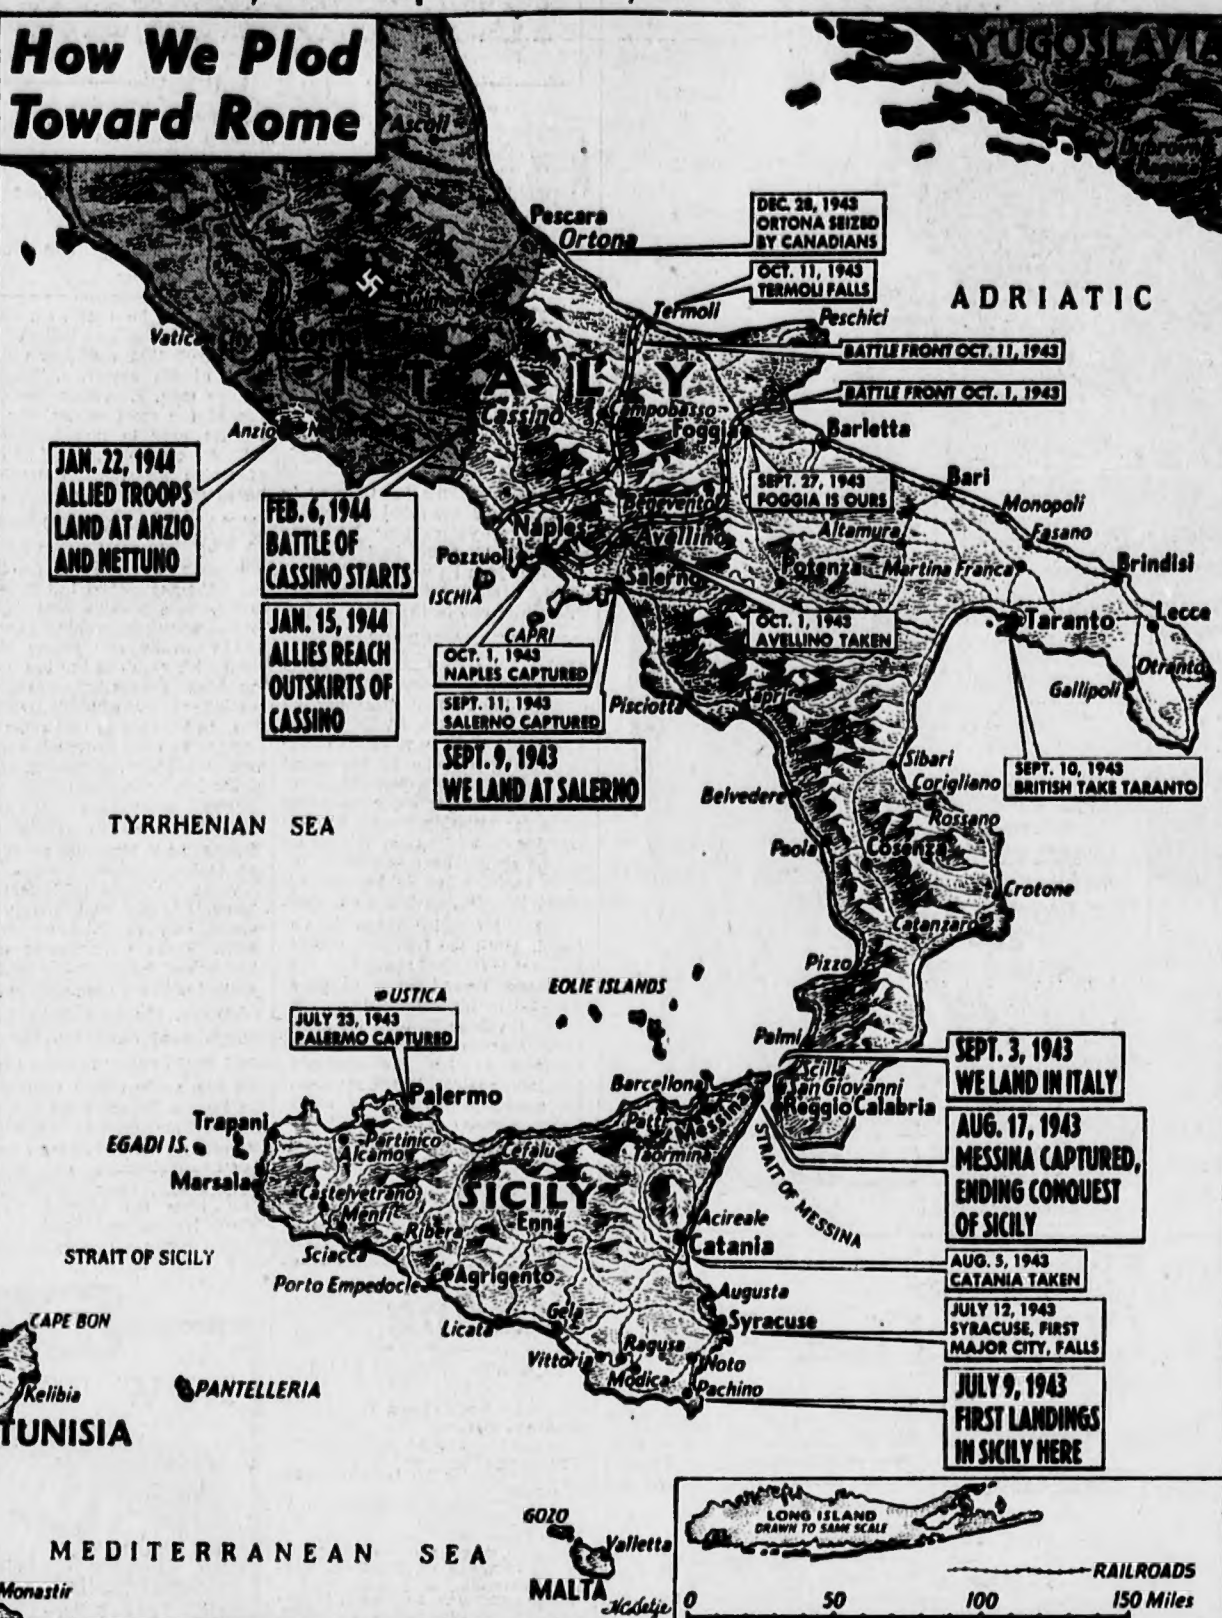 How We Plod
Toward Rome
YUGOSLAVIA
Ascoli
Pescara
Ortona
DEC. 28, 1943
ORTONA SEIZED
BY CANADIANS
OCT. 11, 1943
TERMOLI FALLS
ADRIATIC
Termoli
Peschici
Vatican City
Rome
BATTLE FRONT OCT. 11, 1943
ITALY
BATTLE FRONT OCT. 1, 1943
Cassino
Campobasso
Foggia
Barletta
Anzio
JAN. 22, 1944
ALLIED TROOPS
LAND AT ANZIO
AND NETTUNO
FEB. 6, 1944
BATTLE OF
CASSINO STARTS
JAN. 15, 1944
ALLIES REACH
OUTSKIRTS OF
CASSINO
SEPT. 27, 1943
FOGGIA IS OURS
Bari
Monopoli
Benevento
Naples
Avellino
Altamura
Fasano
Pozzuoli
Potenza
Martina Franca
Brindisi
ISCHIA
Salerno
Lecce
CAPRI
OCT. 1, 1943
AVELLINO TAKEN
Taranto
OCT. 1, 1943
NAPLES CAPTURED
Otranto
SEPT. 11, 1943
SALERNO CAPTURED
Pisciotta
Sapri
Gallipoli
SEPT. 9, 1943
WE LAND AT SALERNO
Sibari
SEPT. 10, 1943
BRITISH TAKE TARANTO
Corigliano
Belvedere
Rossano
TYRRHENIAN SEA
Paola
Cosenza
Crotone
Catanzaro
Pizzo
EOLIE ISLANDS
USTICA
JULY 23, 1943
PALERMO CAPTURED
Palmi
SEPT. 3, 1943
WE LAND IN ITALY
Scilla
San Giovanni
Reggio Calabria
Barcellona
Palermo
Patti
Messina
Trapani
STRAIT OF MESSINA
AUG. 17, 1943
MESSINA CAPTURED,
ENDING CONQUEST
OF SICILY
EGADI IS.
Partinico
Alcamo
Cefalu
Taormina
Marsala
SICILY
Castelvetrano
Menfi
Ribera
Enna
Acireale
Sciacca
Catania
STRAIT OF SICILY
AUG. 5, 1943
CATANIA TAKEN
Porto Empedocle
Agrigento
Augusta
Licata
Gela
Syracuse
JULY 12, 1943
SYRACUSE, FIRST
MAJOR CITY, FALLS
CAPE BON
Vittoria
Ragusa
Noto
Modica
Pachino
Kelibia
PANTELLERIA
TUNISIA
JULY 9, 1943
FIRST LANDINGS
IN SICILY HERE
LONG ISLAND
DRAWN TO SAME SCALE
GOZO
Valletta
MEDITERRANEAN SEA
MALTA
RAILROADS
Monastir
0 50 100 150 Miles